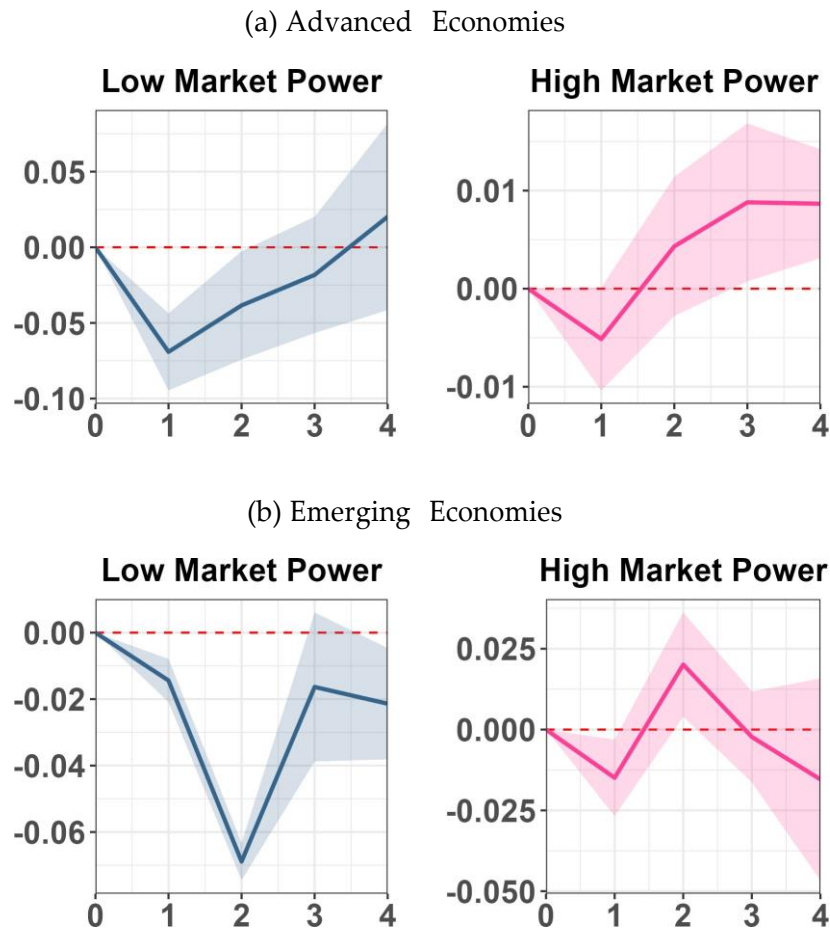 (a) Advanced Economies
Low Market Power
High Market Power
0.05
0.00
-0.05
-0.10
0 1 2 3 4
0.01
0.00
-0.01
0 1 2 3 4
(b) Emerging Economies
Low Market Power
High Market Power
0.00
-0.02
-0.04
-0.06
0 1 2 3 4
0.025
0.000
-0.025
-0.050
0 1 2 3 4